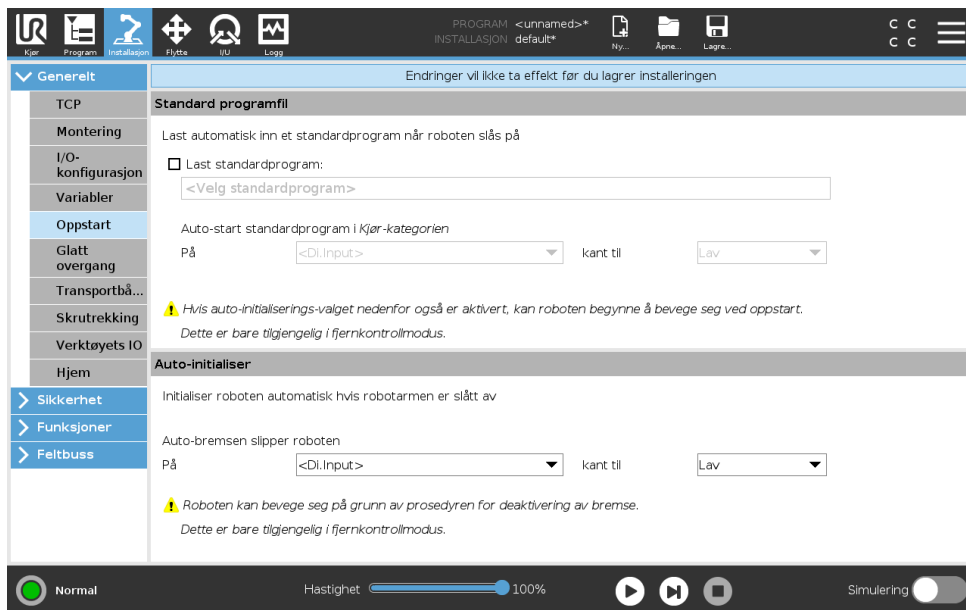 PROGRAM <unnamed>*
INSTALLASJON default*
UR
Kjør
Program
Installasjon
Flytte
I/U
Logg
Ny...
Åpne...
Lagre...
C C
C C
Generelt
TCP
Montering
I/O-
konfigurasjon
Variabler
Oppstart
Glatt
overgang
Transportbå...
Skrutrekking
Verktøyets IO
Hjem
Sikkerhet
Funksjoner
Feltbuss
Endringer vil ikke ta effekt før du lagrer installeringen
Standard programfil
Last automatisk inn et standardprogram når roboten slås på
Last standardprogram:
<Velg standardprogram>
Auto-start standardprogram i Kjør-kategorien
På <Di.Input> kant til Lav
Hvis auto-initialiserings-valget nedenfor også er aktivert, kan roboten begynne å bevege seg ved oppstart.
Dette er bare tilgjengelig i fjernkontrollmodus.
Auto-initialiser
Initialiser roboten automatisk hvis robotarmen er slått av
Auto-bremsen slipper roboten
På <Di.Input> kant til Lav
Roboten kan bevege seg på grunn av prosedyren for deaktivering av bremse.
Dette er bare tilgjengelig i fjernkontrollmodus.
Normal
Hastighet 100%
Simulering